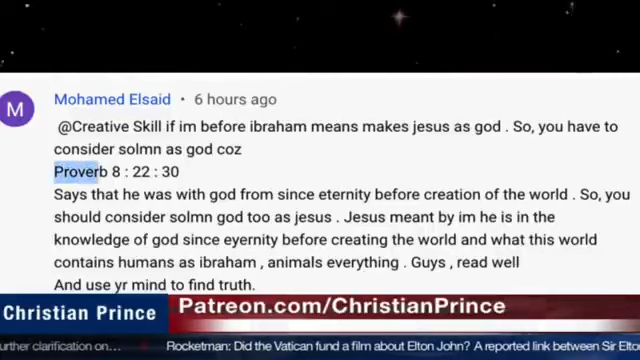 M
Mohamed Elsaid • 6 hours ago
@Creative Skill if im before ibraham means makes jesus as god . So, you have to
consider solmn as god coz
Proverb 8 : 22 : 30
Says that he was with god from since eternity before creation of the world . So, you
should consider solmn god too as jesus . Jesus meant by im he is in the
knowledge of god since eyernity before creating the world and what this world
contains humans as ibraham , animals everything . Guys , read well
And use yr mind to find truth.
Christian Prince
Patreon.com/ChristianPrince
further clarification on... Rocketman: Did the Vatican fund a film about Elton John? A reported link between Sir Elto